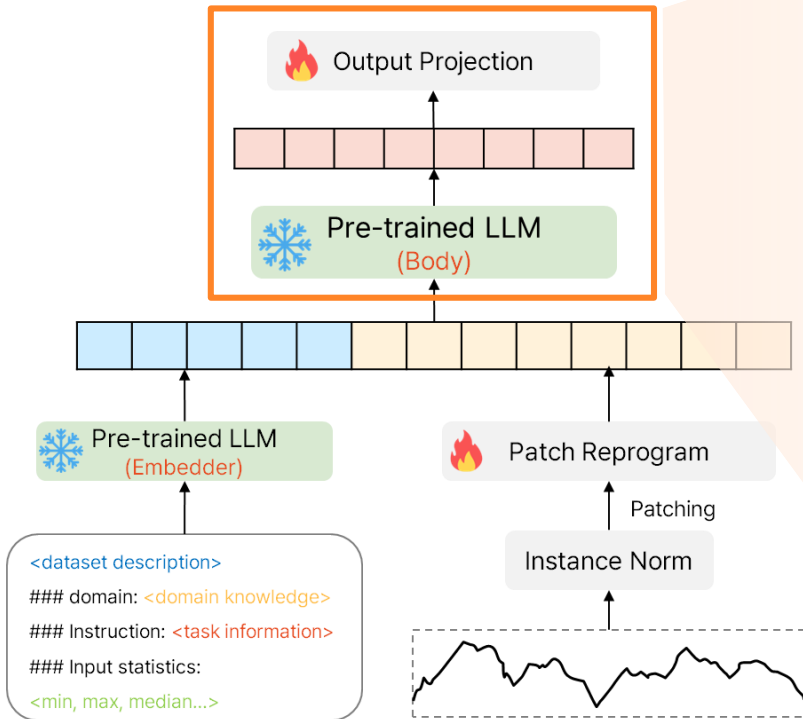 Output Projection
Pre-trained LLM
(Body)
Pre-trained LLM
(Embedder)
Patch Reprogram
Patching
Instance Norm
<dataset description>
### domain: <domain knowledge>
### Instruction: <task information>
### Input statistics:
<min, max, median...>